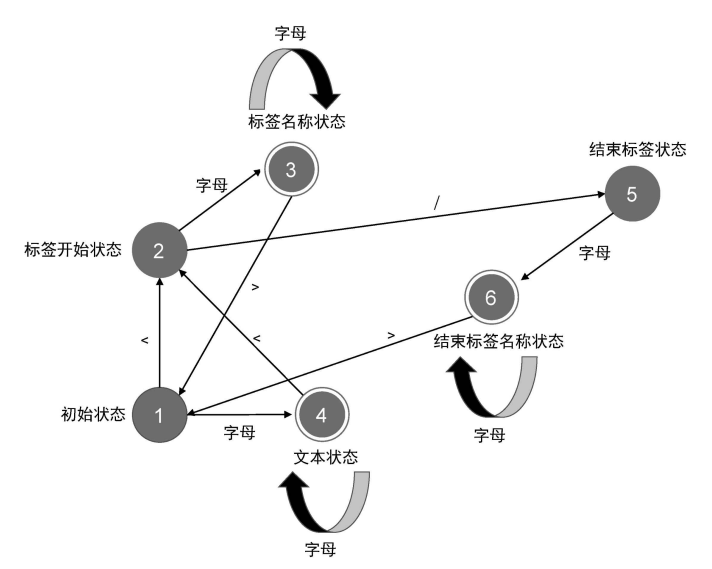 字母
标签名称状态
3
结束标签状态
5
字母
/
标签开始状态
2
字母
6
>
<
<
>
结束标签名称状态
初始状态
1
字母
4
文本状态
字母
字母